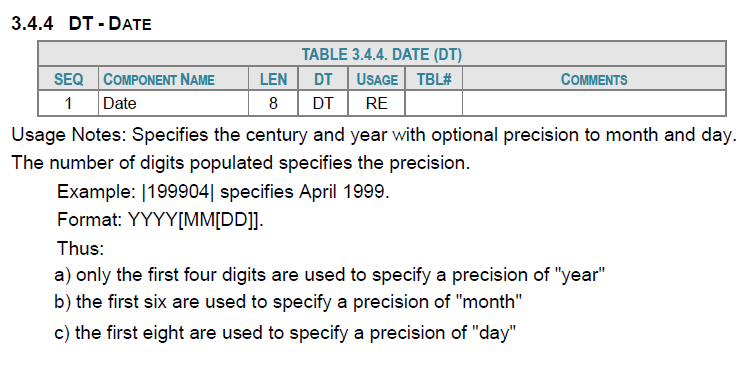 3.4.4 DT - DATE
TABLE 3.4.4. DATE (DT)
SEQ COMPONENT NAME LEN DT USAGE TBL# COMMENTS
1 Date 8 DT RE
Usage Notes: Specifies the century and year with optional precision to month and day.
The number of digits populated specifies the precision.
Example: |199904| specifies April 1999.
Format: YYYY[MM[DD]].
Thus:
a) only the first four digits are used to specify a precision of "year"
b) the first six are used to specify a precision of "month"
c) the first eight are used to specify a precision of "day"